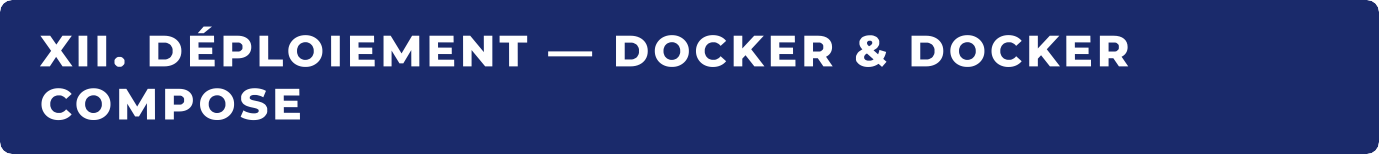 XII. DÉPLOIEMENT — DOCKER & DOCKER
COMPOSE